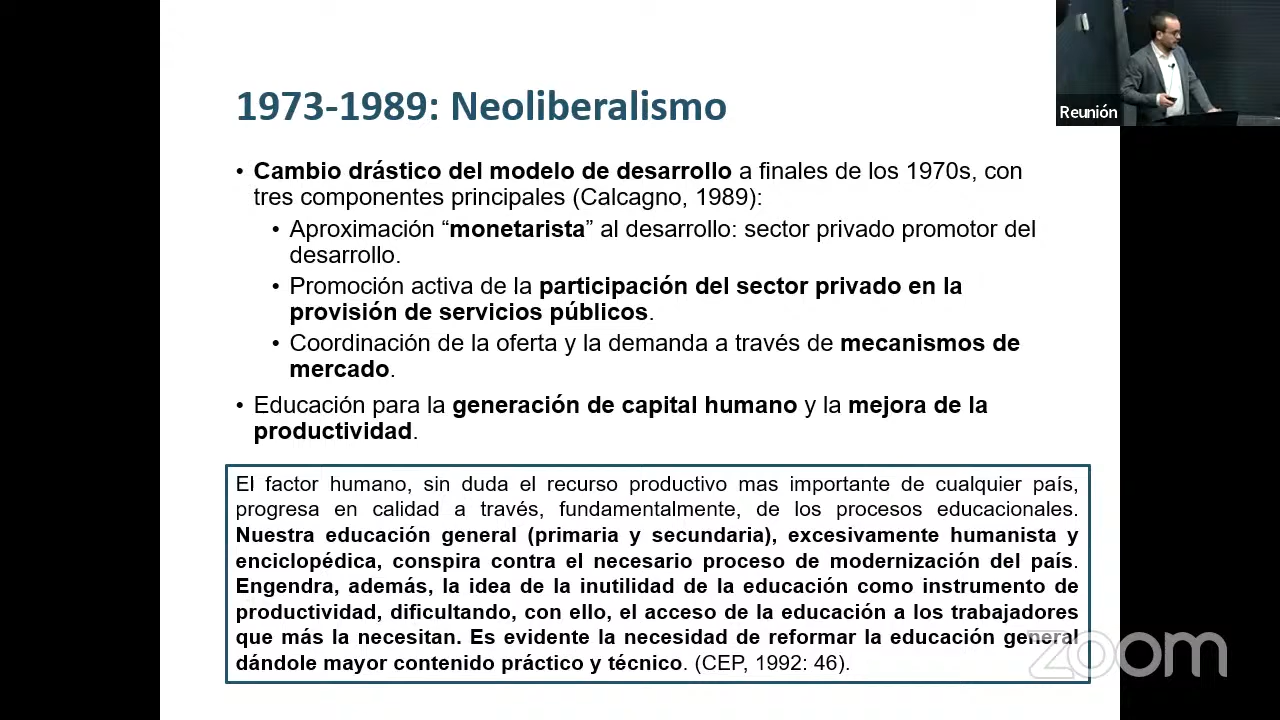 1973-1989: Neoliberalismo
Reunión
• Cambio drástico del modelo de desarrollo a finales de los 1970s, con
tres componentes principales (Calcagno, 1989):
• Aproximación “monetarista” al desarrollo: sector privado promotor del
desarrollo.
• Promoción activa de la participación del sector privado en la
provisión de servicios públicos.
• Coordinación de la oferta y la demanda a través de mecanismos de
mercado.
• Educación para la generación de capital humano y la mejora de la
productividad.
El factor humano, sin duda el recurso productivo mas importante de cualquier país,
progresa en calidad a través, fundamentalmente, de los procesos educacionales.
Nuestra educación general (primaria y secundaria), excesivamente humanista y
enciclopédica, conspira contra el necesario proceso de modernización del país.
Engendra, además, la idea de la inutilidad de la educación como instrumento de
productividad, dificultando, con ello, el acceso de la educación a los trabajadores
que más la necesitan. Es evidente la necesidad de reformar la educación general
dándole mayor contenido práctico y técnico. (CEP, 1992: 46).
zoom